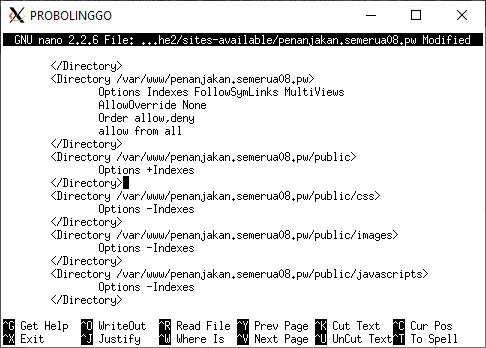 PROBOLINGGO
GNU nano 2.2.6 File: ...he2/sites-available/penanjakan.semerua08.pw Modified
</Directory>
<Directory /var/www/penanjakan.semerua08.pw>
Options Indexes FollowSymLinks MultiViews
AllowOverride None
Order allow,deny
allow from all
</Directory>
<Directory /var/www/penanjakan.semerua08.pw/public>
Options +Indexes
</Directory>
<Directory /var/www/penanjakan.semerua08.pw/public/css>
Options -Indexes
</Directory>
<Directory /var/www/penanjakan.semerua08.pw/public/images>
Options -Indexes
</Directory>
<Directory /var/www/penanjakan.semerua08.pw/public/javascripts>
Options -Indexes
</Directory>
^G Get Help ^O WriteOut ^R Read File ^Y Prev Page ^K Cut Text ^C Cur Pos
^X Exit ^J Justify ^W Where Is ^V Next Page ^U UnCut Text ^T To Spell